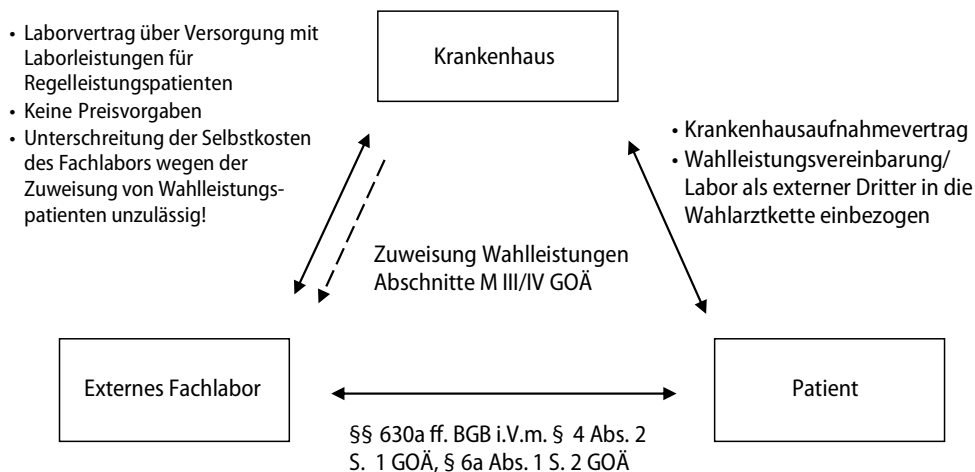 • Laborvertrag über Versorgung mit
Laborleistungen für
Regelleistungspatienten
• Keine Preisvorgaben
• Unterschreitung der Selbstkosten
des Fachlabors wegen der
Zuweisung von Wahlleistungs-
patienten unzulässig!
Krankenhaus
• Krankenhausaufnahmevertrag
• Wahlleistungsvereinbarung/
Labor als externer Dritter in die
Wahlarztkette einbezogen
Zuweisung Wahlleistungen
Abschnitte M III/IV GOÄ
Externes Fachlabor
Patient
§§ 630a ff. BGB i.V.m. § 4 Abs. 2
S. 1 GOÄ, § 6a Abs. 1 S. 2 GOÄ